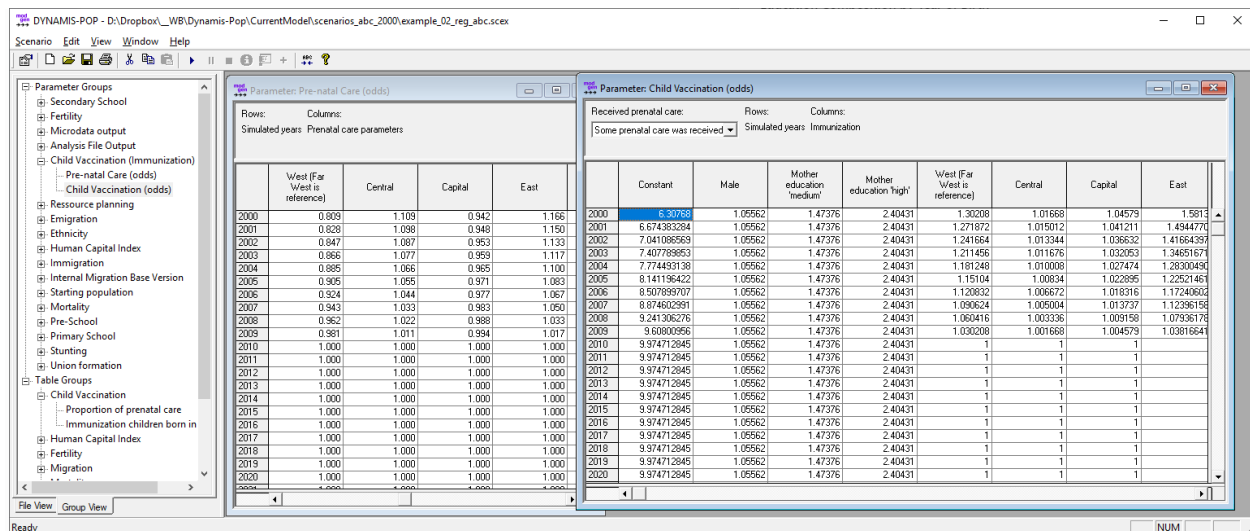 DYNAMIS-POP - D:\Dropbox\__WB\Dynamis-Pop\CurrentModel\scenarios_abc_2000\example_02_reg_abc.scex
Scenario Edit View Window Help
Parameter Groups
Secondary School
Fertility
Microdata output
Analysis File Output
Child Vaccination (Immunization)
Pre-natal Care (odds)
Child Vaccination (odds)
Ressource planning
Emigration
Ethnicity
Human Capital Index
Immigration
Internal Migration Base Version
Starting population
Mortality
Pre-School
Primary School
Stunting
Union formation
Table Groups
Child Vaccination
Proportion of prenatal care
Immunization children born in
Human Capital Index
Fertility
Migration
File View Group View
Parameter: Pre-natal Care (odds)
Rows: Columns:
Simulated years Prenatal care parameters
West (Far West is reference) Central Capital East
2000 0.809 1.109 0.942 1.166
2001 0.828 1.098 0.948 1.150
2002 0.847 1.087 0.953 1.133
2003 0.866 1.077 0.959 1.117
2004 0.885 1.066 0.965 1.100
2005 0.905 1.055 0.971 1.083
2006 0.924 1.044 0.977 1.067
2007 0.943 1.033 0.983 1.050
2008 0.962 1.022 0.988 1.033
2009 0.981 1.011 0.994 1.017
2010 1.000 1.000 1.000 1.000
2011 1.000 1.000 1.000 1.000
2012 1.000 1.000 1.000 1.000
2013 1.000 1.000 1.000 1.000
2014 1.000 1.000 1.000 1.000
2015 1.000 1.000 1.000 1.000
2016 1.000 1.000 1.000 1.000
2017 1.000 1.000 1.000 1.000
2018 1.000 1.000 1.000 1.000
2019 1.000 1.000 1.000 1.000
2020 1.000 1.000 1.000 1.000
Parameter: Child Vaccination (odds)
Received prenatal care: Rows: Columns:
Some prenatal care was received Simulated years Immunization
Constant Male Mother education 'medium' Mother education 'high' West (Far West is reference) Central Capital East
2000 6.30768 1.05562 1.47376 2.40431 1.30208 1.01668 1.04579 1.5813
2001 6.674383284 1.05562 1.47376 2.40431 1.271872 1.015012 1.041211 1.4944770
2002 7.041086569 1.05562 1.47376 2.40431 1.241664 1.013344 1.036632 1.41664397
2003 7.407789853 1.05562 1.47376 2.40431 1.211456 1.011676 1.032053 1.34651671
2004 7.774493138 1.05562 1.47376 2.40431 1.181248 1.010008 1.027474 1.28300490
2005 8.141196422 1.05562 1.47376 2.40431 1.15104 1.00834 1.022895 1.22521461
2006 8.507899707 1.05562 1.47376 2.40431 1.120832 1.006672 1.018316 1.17240602
2007 8.874602991 1.05562 1.47376 2.40431 1.090624 1.005004 1.013737 1.12396156
2008 9.241306276 1.05562 1.47376 2.40431 1.060416 1.003336 1.009158 1.07936176
2009 9.60800956 1.05562 1.47376 2.40431 1.030208 1.001668 1.004579 1.03816641
2010 9.974712845 1.05562 1.47376 2.40431 1 1 1
2011 9.974712845 1.05562 1.47376 2.40431 1 1 1
2012 9.974712845 1.05562 1.47376 2.40431 1 1 1
2013 9.974712845 1.05562 1.47376 2.40431 1 1 1
2014 9.974712845 1.05562 1.47376 2.40431 1 1 1
2015 9.974712845 1.05562 1.47376 2.40431 1 1 1
2016 9.974712845 1.05562 1.47376 2.40431 1 1 1
2017 9.974712845 1.05562 1.47376 2.40431 1 1 1
2018 9.974712845 1.05562 1.47376 2.40431 1 1 1
2019 9.974712845 1.05562 1.47376 2.40431 1 1 1
2020 9.974712845 1.05562 1.47376 2.40431 1 1 1
Ready NUM